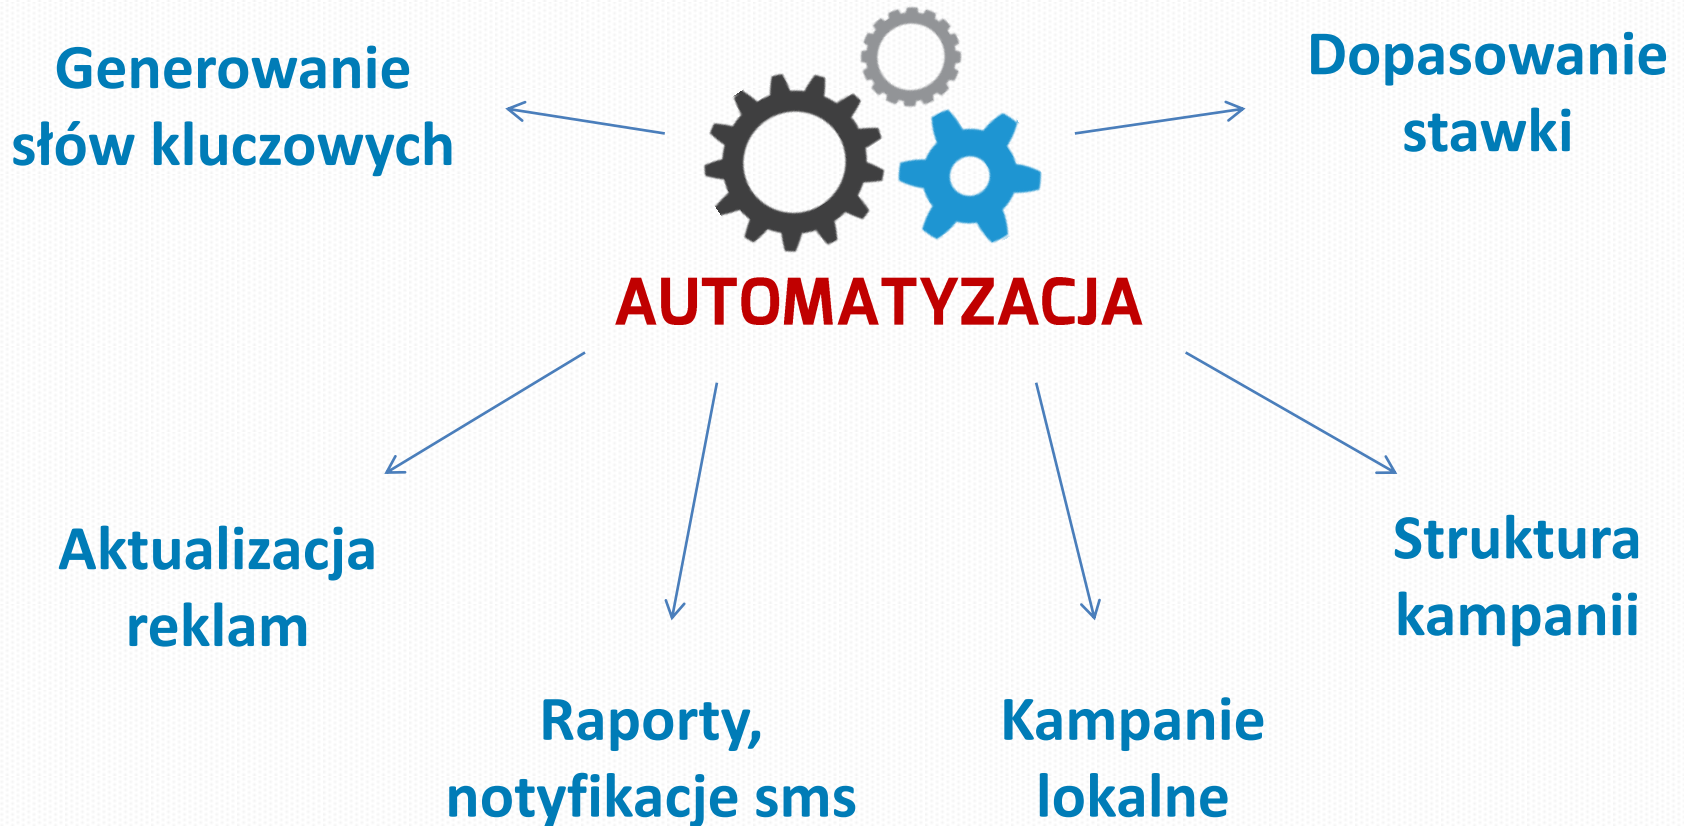 Generowanie
słów kluczowych
Dopasowanie
stawki
AUTOMATYZACJA
Aktualizacja
reklam
Raporty,
notyfikacje sms
Kampanie
lokalne
Struktura
kampanii